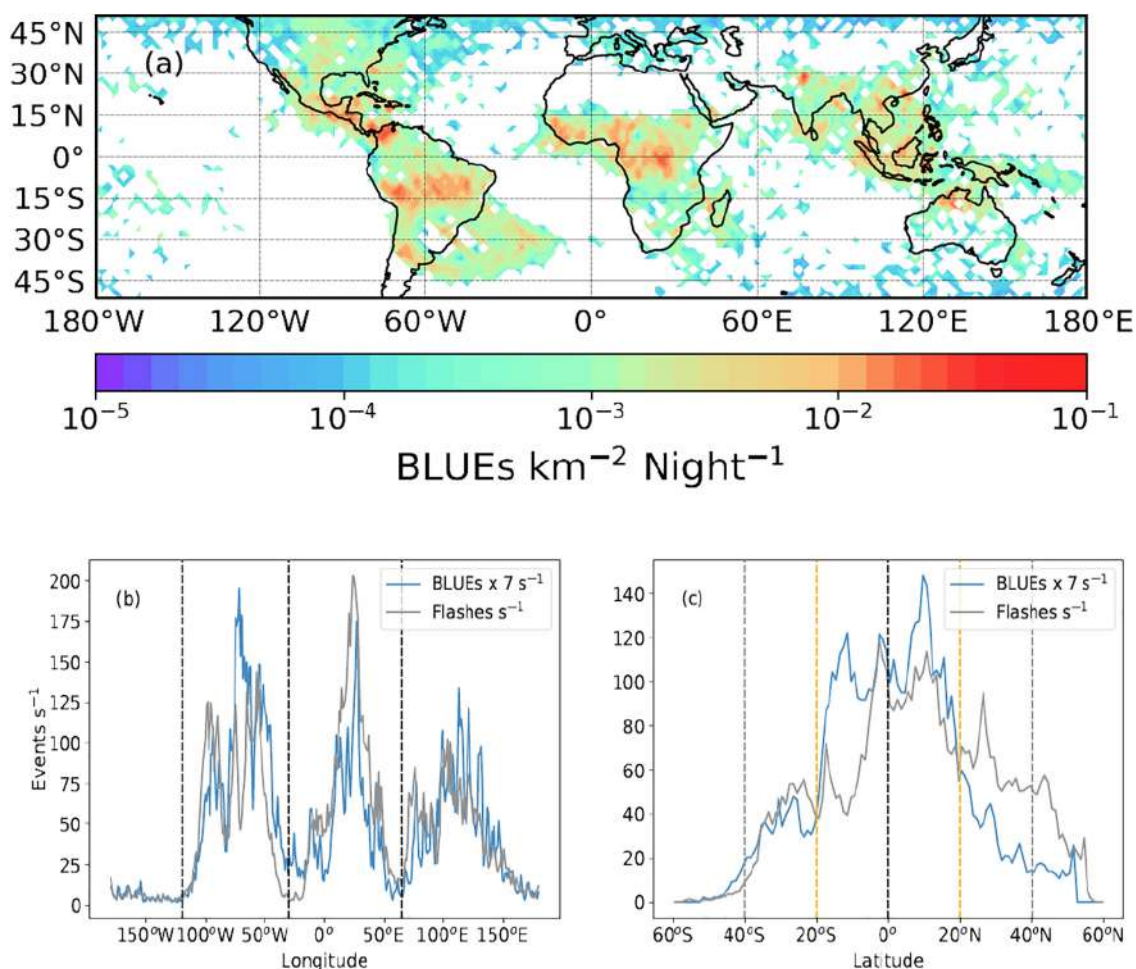 45°N
(a)
30°N
15°N
0°
15°S
30°S
45°S
180°W 120°W 60°W 0° 60°E 120°E 180°E
10⁻⁵ 10⁻⁴ 10⁻³ 10⁻² 10⁻¹
BLUEs km⁻² Night⁻¹
200
175
150
125
100
75
50
25
0
Events s⁻¹
(b)
BLUEs x 7 s⁻¹
Flashes s⁻¹
150°W 100°W 50°W 0° 50°E 100°E 150°E
Longitude
140
120
100
80
60
40
20
0
(c)
BLUEs x 7 s⁻¹
Flashes s⁻¹
60°S 40°S 20°S 0° 20°N 40°N 60°N
Latitude